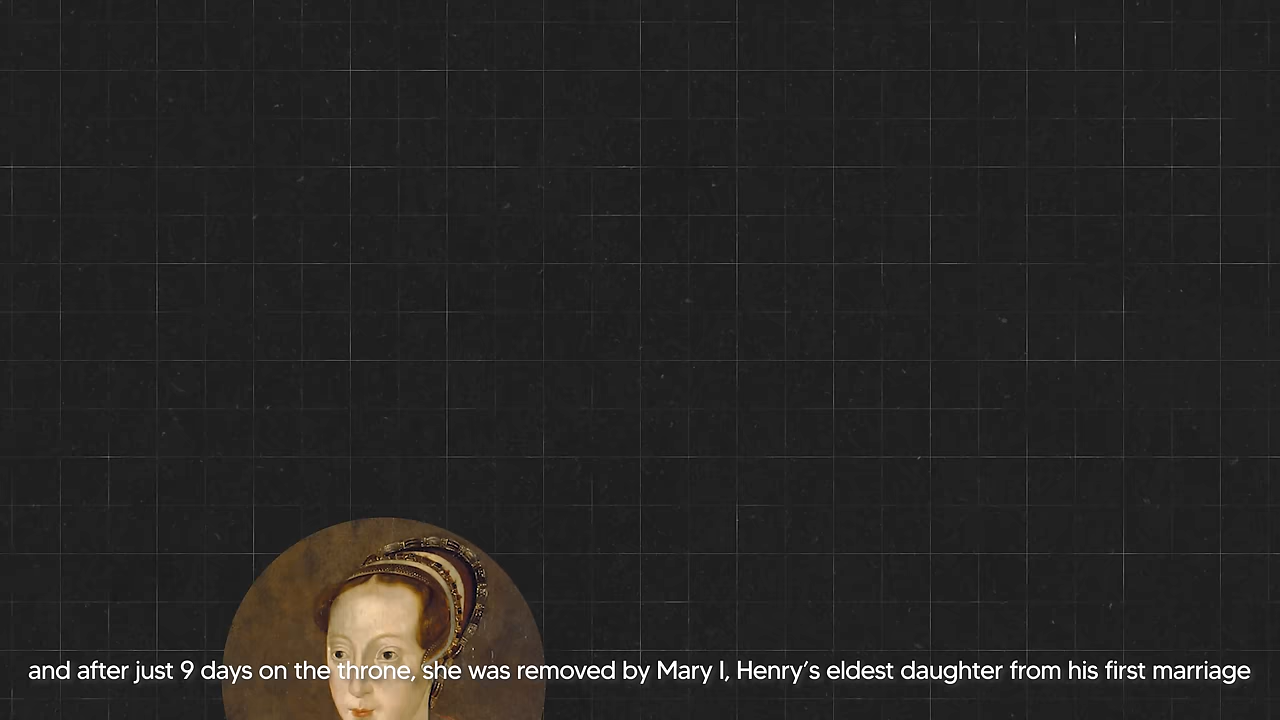 and after just 9 days on the throne, she was removed by Mary I, Henry’s eldest daughter from his first marriage